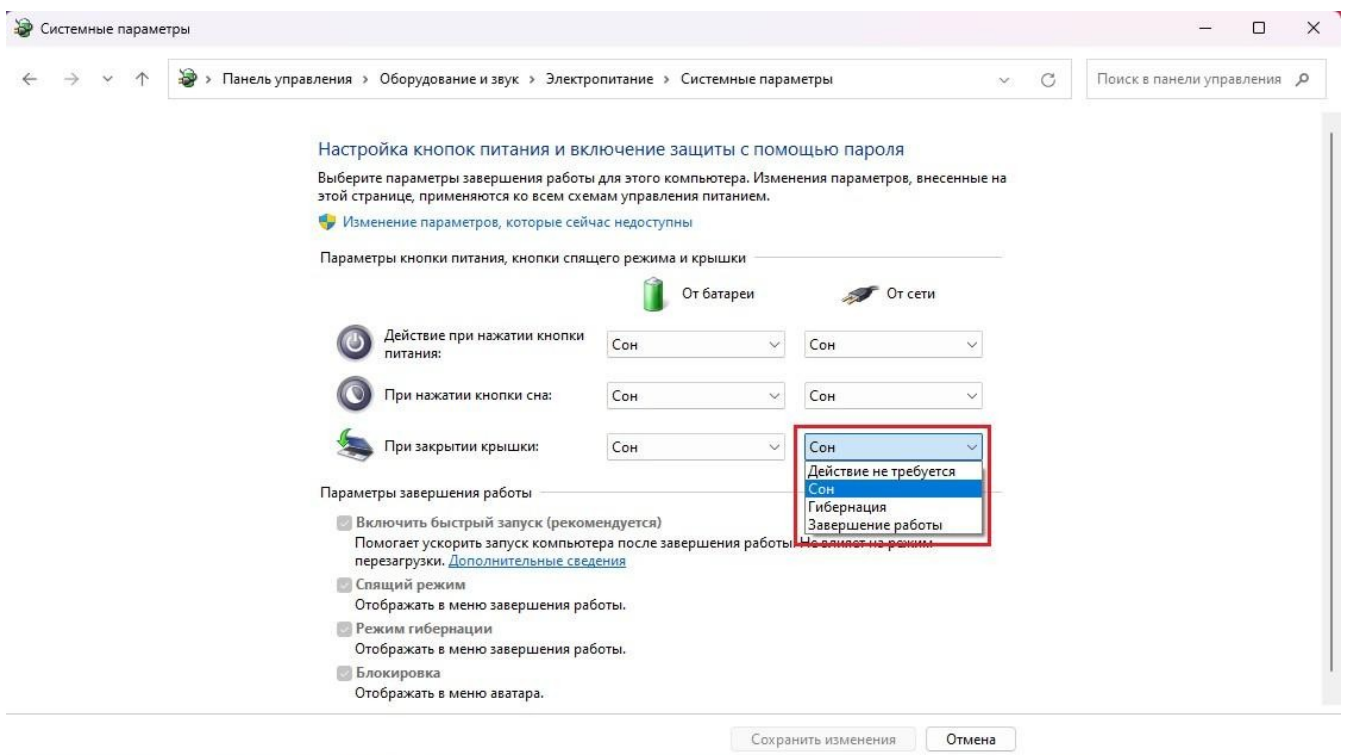 Системные параметры
Панель управления > Оборудование и звук > Электропитание > Системные параметры
Поиск в панели управления
Настройка кнопок питания и включение защиты с помощью пароля
Выберите параметры завершения работы для этого компьютера. Изменения параметров, внесенные на
этой странице, применяются ко всем схемам управления питанием.
Изменение параметров, которые сейчас недоступны
Параметры кнопки питания, кнопки спящего режима и крышки
От батареи От сети
Действие при нажатии кнопки
питания:
Сон Сон
При нажатии кнопки сна: Сон Сон
При закрытии крышки: Сон Сон
Действие не требуется
Сон
Гибернация
Завершение работы
Параметры завершения работы
Включить быстрый запуск (рекомендуется)
Помогает ускорить запуск компьютера после завершения работы. Не влияет на режим
перезагрузки. Дополнительные сведения
Спящий режим
Отображать в меню завершения работы.
Режим гибернации
Отображать в меню завершения работы.
Блокировка
Отображать в меню аватара.
Сохранить изменения Отмена